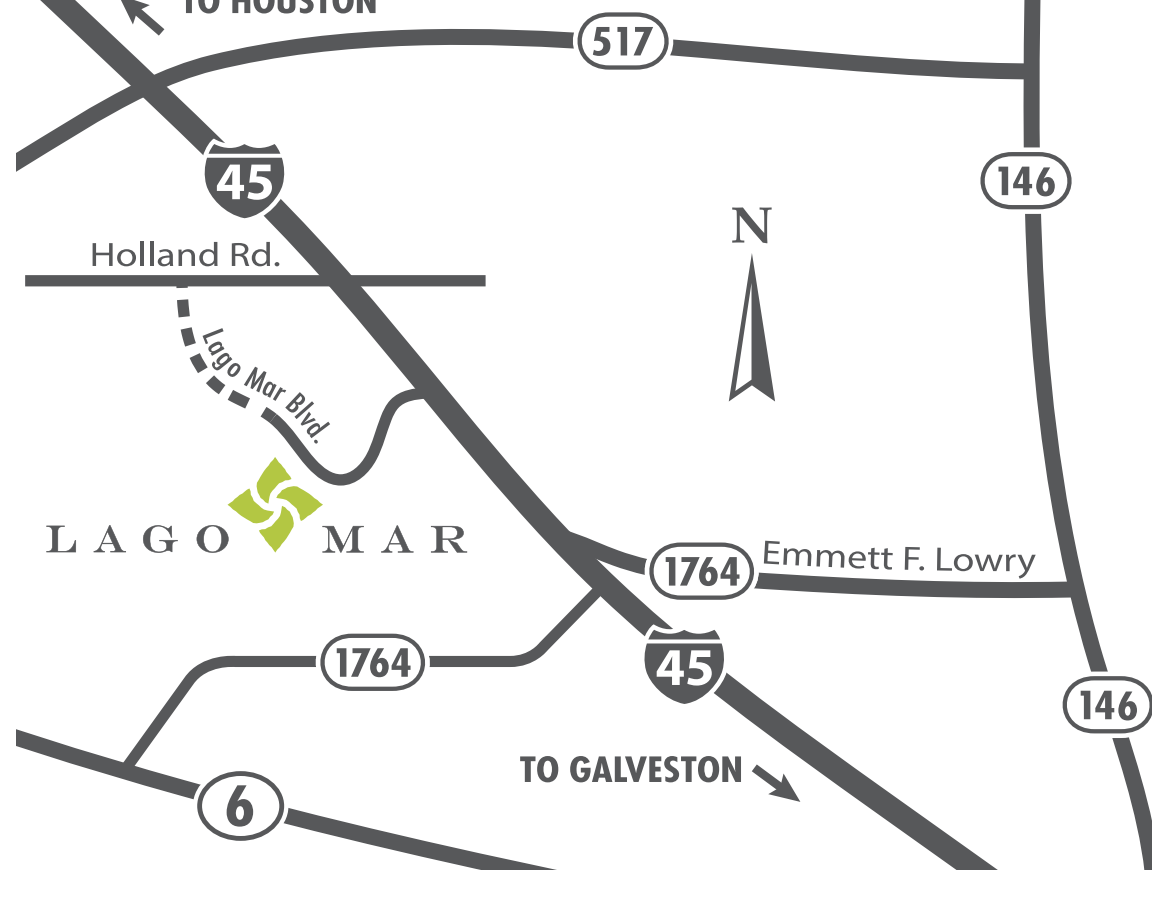 TO HOUSTON
517
45
146
N
Holland Rd.
Lago Mar Blvd.
LAGO MAR
1764
Emmett F. Lowry
1764
45
146
TO GALVESTON
6